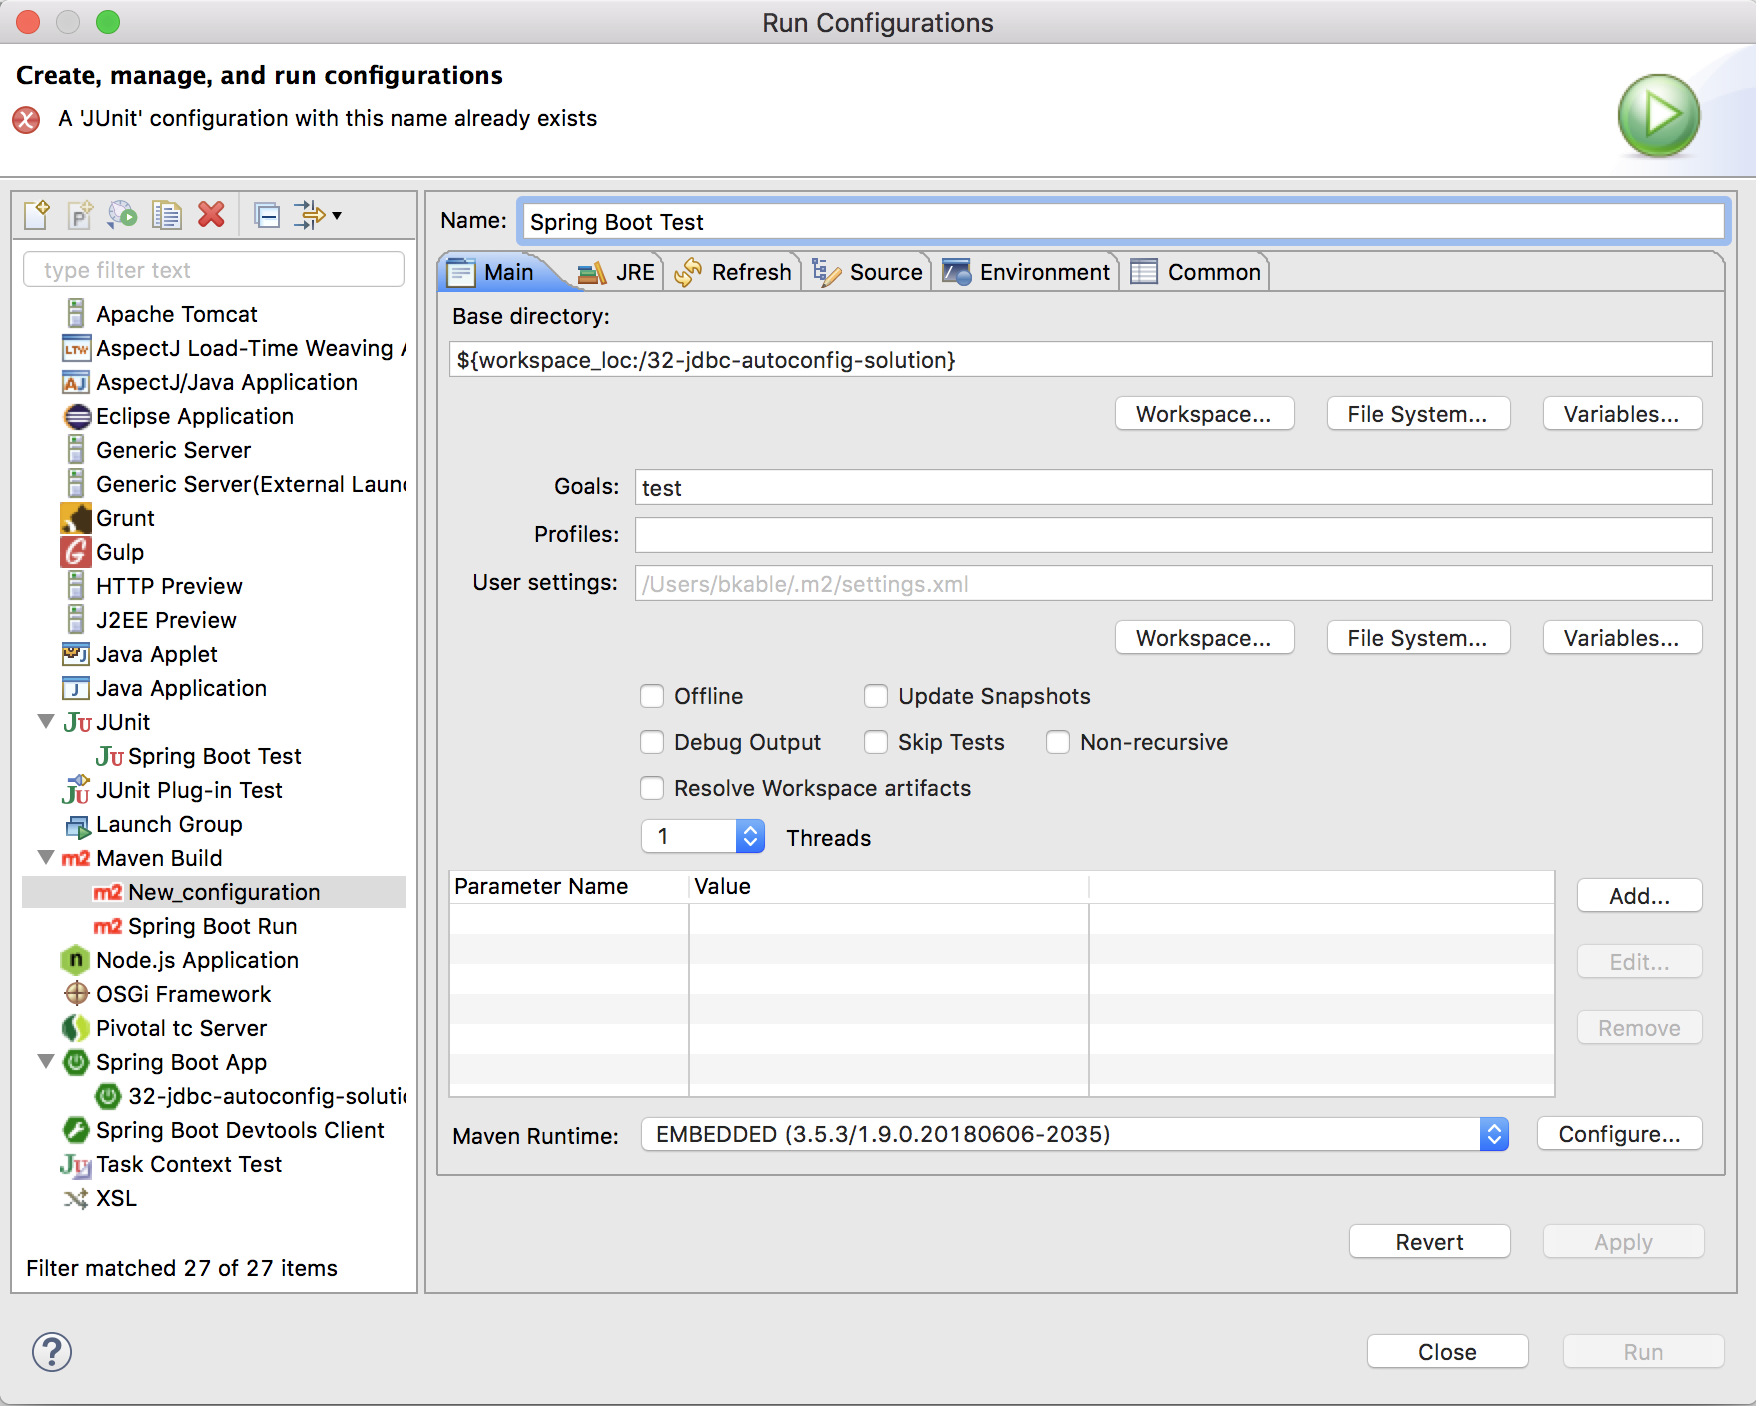 Run Configurations
Create, manage, and run configurations
A 'JUnit' configuration with this name already exists
type filter text
Apache Tomcat
AspectJ Load-Time Weaving A
AspectJ/Java Application
Eclipse Application
Generic Server
Generic Server(External Laun
Grunt
Gulp
HTTP Preview
J2EE Preview
Java Applet
Java Application
JUnit
Spring Boot Test
JUnit Plug-in Test
Launch Group
m2 Maven Build
m2 New_configuration
m2 Spring Boot Run
Node.js Application
OSGi Framework
Pivotal tc Server
Spring Boot App
32-jdbc-autoconfig-soluti
Spring Boot Devtools Client
Task Context Test
XSL
Filter matched 27 of 27 items
Name: Spring Boot Test
Main JRE Refresh Source Environment Common
Base directory:
${workspace_loc:/32-jdbc-autoconfig-solution}
Workspace... File System... Variables...
Goals: test
Profiles:
User settings: /Users/bkable/.m2/settings.xml
Workspace... File System... Variables...
Offline Update Snapshots
Debug Output Skip Tests Non-recursive
Resolve Workspace artifacts
1 Threads
Parameter Name Value
Add...
Edit...
Remove
Maven Runtime: EMBEDDED (3.5.3/1.9.0.20180606-2035) Configure...
Revert Apply
? Close Run